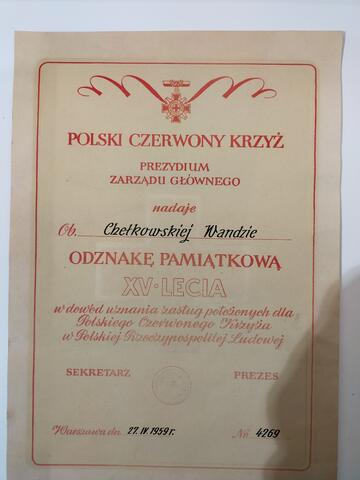 POLSKI CZERWONY KRZYŻ
PREZYDIUM
ZARZĄDU GŁÓWNEGO
nadaje
Ob. Chełkowskiej Wandzie
ODZNAKĘ PAMIĄTKOWĄ
XV-LECIA
w dowód uznania zasług położonych dla
Polskiego Czerwonego Krzyża
w Polskiej Rzeczypospolitej Ludowej
SEKRETARZ PREZES
Warszawa dn. 27. IV 1959 r. Nr 4269